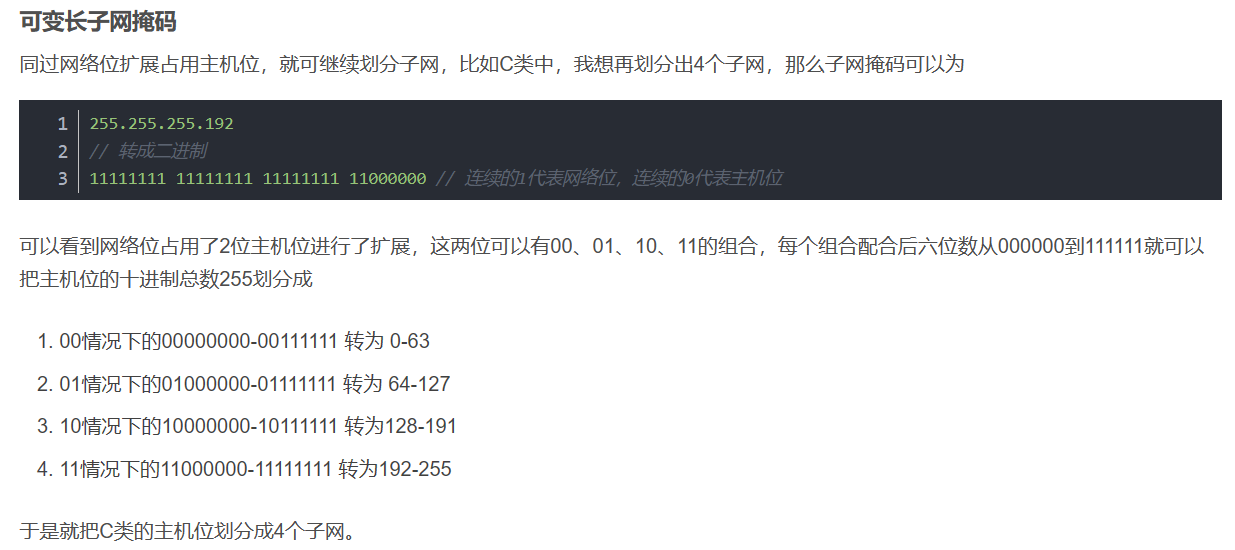 可变长子网掩码
同过网络位扩展占用主机位，就可继续划分子网，比如C类中，我想再划分出4个子网，那么子网掩码可以为
1 255.255.255.192
2 // 转成二进制
3 11111111 11111111 11111111 11000000 // 连续的1代表网络位，连续的0代表主机位
可以看到网络位占用了2位主机位进行了扩展，这两位可以有00、01、10、11的组合，每个组合配合后六位数从000000到111111就可以
把主机位的十进制总数255划分成
1. 00情况下的00000000-00111111 转为 0-63
2. 01情况下的01000000-01111111 转为 64-127
3. 10情况下的10000000-10111111 转为128-191
4. 11情况下的11000000-11111111 转为192-255
于是就把C类的主机位划分成4个子网。